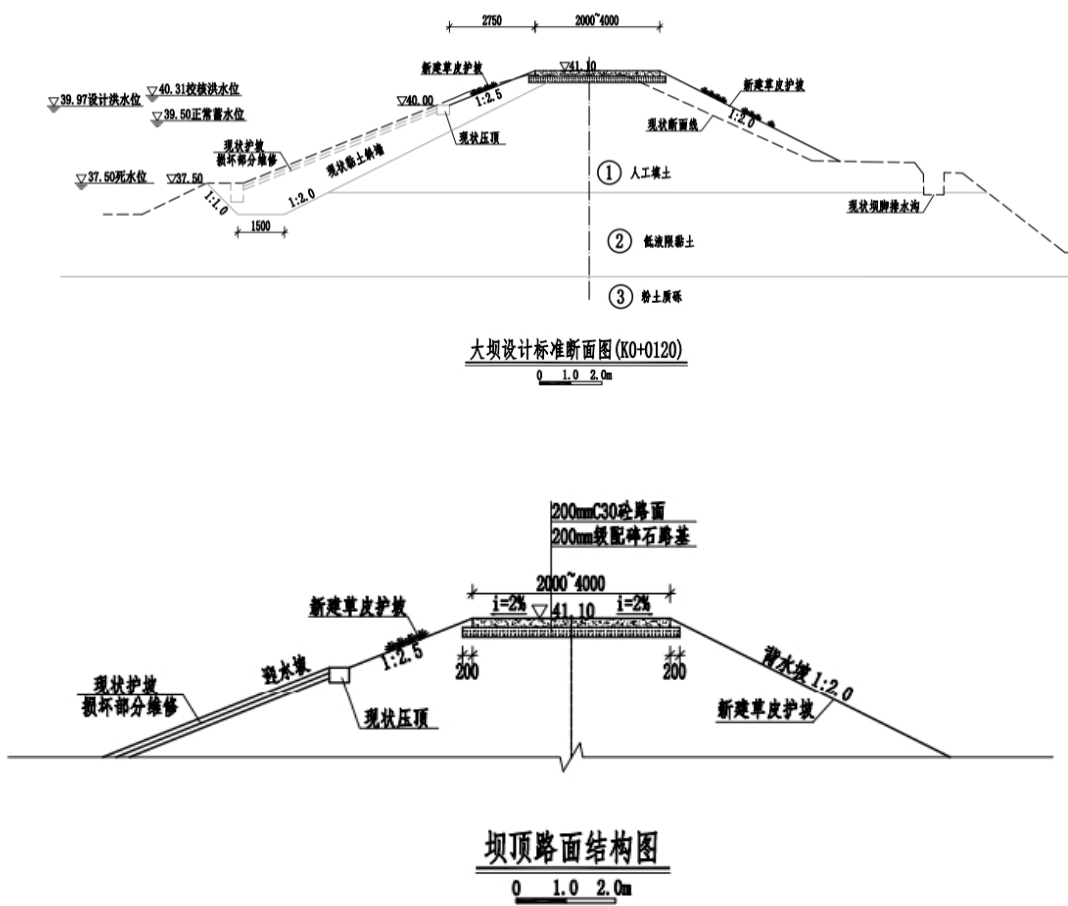 2750
2000~4000
新建草皮护坡
▽41.10
新建草皮护坡
1:2.5
▽40.31校核洪水位
▽39.97设计洪水位
▽40.00
1:2.0
▽39.50正常蓄水位
现状断面线
现状压顶
现状护坡
损坏部分维修
现状黏土斜墙
① 人工填土
▽37.50死水位
▽37.50
1:1.0
1:2.0
现状坝脚排水沟
1500
② 低液限黏土
③ 粉土质砾
大坝设计标准断面图(K0+0120)
0 1.0 2.0m
200mmC30砼路面
200mm级配碎石路基
2000~4000
新建草皮护坡
i=2%
▽41.10
i=2%
1:2.5
迎水坡
200
200
背水坡 1:2.0
现状护坡
损坏部分维修
现状压顶
新建草皮护坡
坝顶路面结构图
0 1.0 2.0m